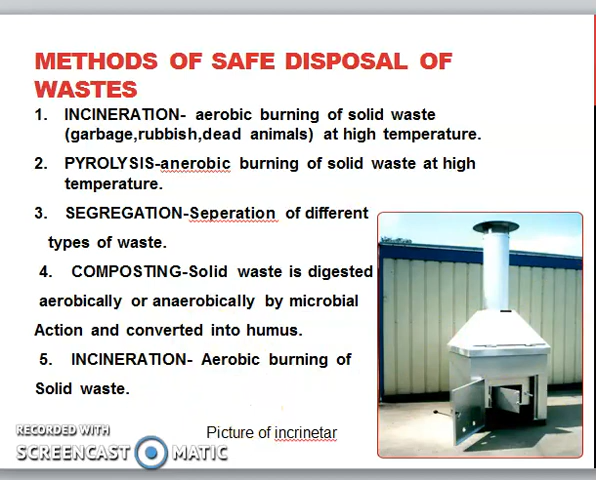 METHODS OF SAFE DISPOSAL OF
WASTES
1. INCINERATION- aerobic burning of solid waste
(garbage,rubbish,dead animals) at high temperature.
2. PYROLYSIS-anerobic burning of solid waste at high
temperature.
3. SEGREGATION-Seperation of different
types of waste.
4. COMPOSTING-Solid waste is digested
aerobically or anaerobically by microbial
Action and converted into humus.
5. INCINERATION- Aerobic burning of
Solid waste.
Picture of incrinetar
RECORDED WITH
SCREENCAST MATIC